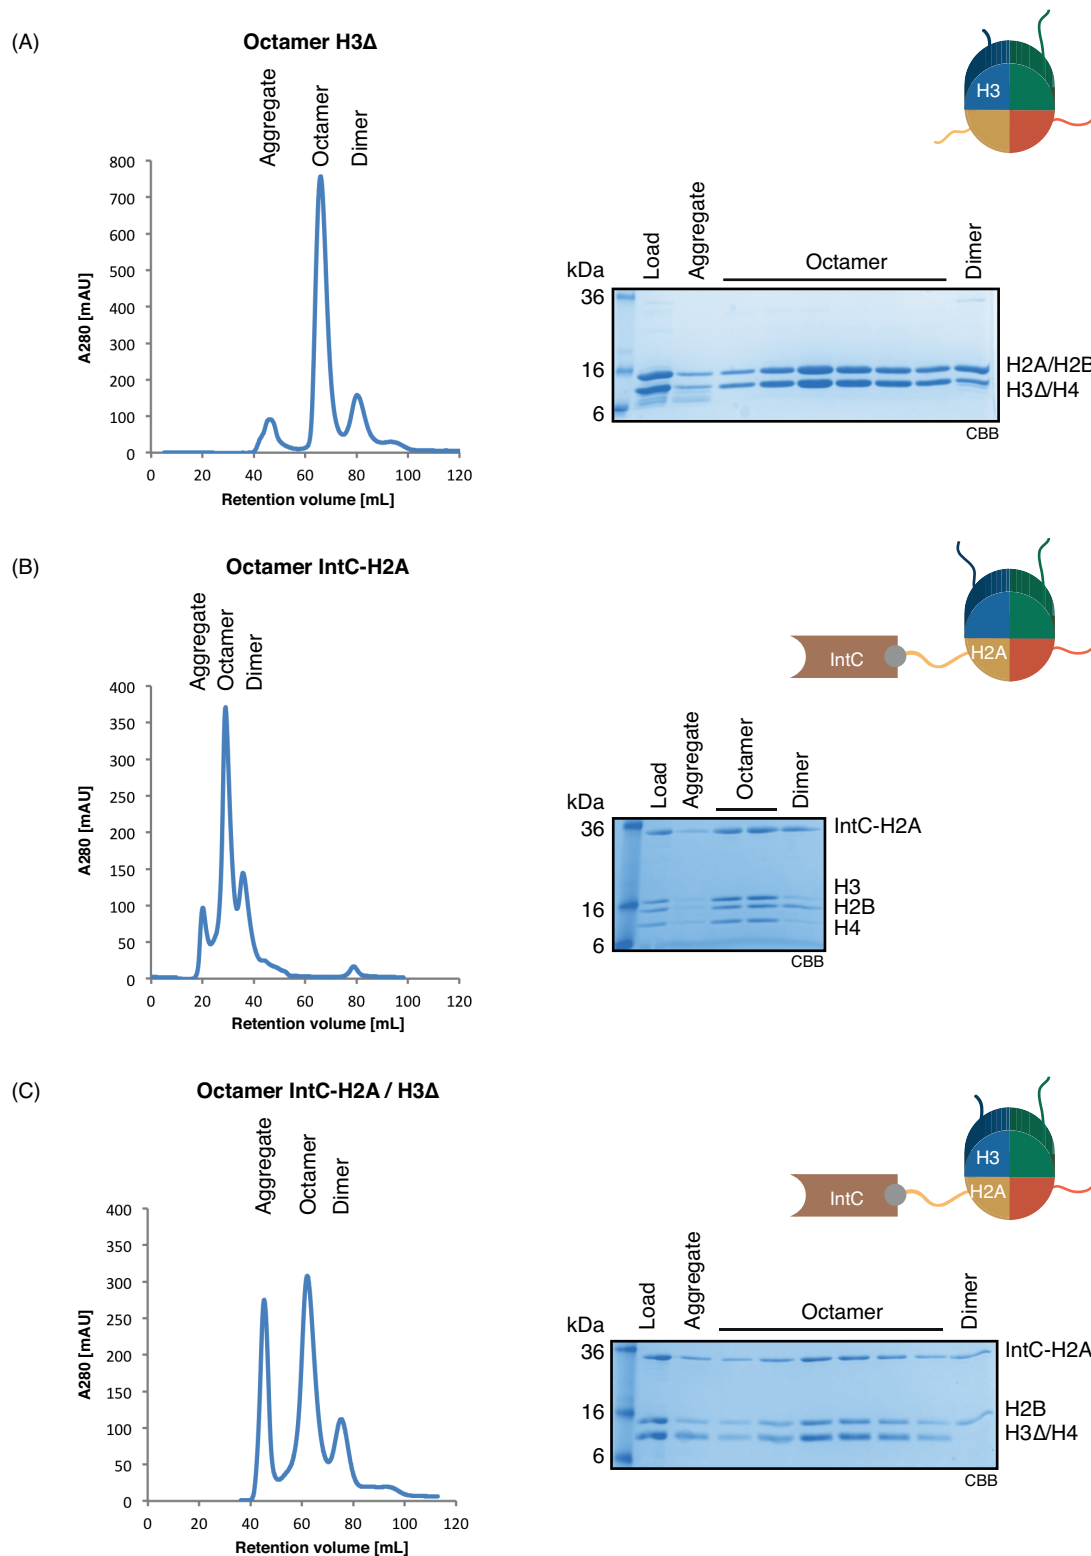 (A)
Octamer H3Δ
Aggregate
Octamer
Dimer
800
700
600
500
400
300
200
100
0
A280 [mAU]
0 20 40 60 80 100 120
Retention volume [mL]
H3
Load
Aggregate
Octamer
Dimer
kDa
36
16
6
H2A/H2B
H3Δ/H4
CBB
(B)
Octamer IntC-H2A
Aggregate
Octamer
Dimer
400
350
300
250
200
150
100
50
0
A280 [mAU]
0 20 40 60 80 100 120
Retention volume [mL]
IntC
H2A
Load
Aggregate
Octamer
Dimer
kDa
36
16
6
IntC-H2A
H3
H2B
H4
CBB
(C)
Octamer IntC-H2A / H3Δ
Aggregate
Octamer
Dimer
400
350
300
250
200
150
100
50
0
A280 [mAU]
0 20 40 60 80 100 120
Retention volume [mL]
H3
IntC
H2A
Load
Aggregate
Octamer
Dimer
kDa
36
16
6
IntC-H2A
H2B
H3Δ/H4
CBB